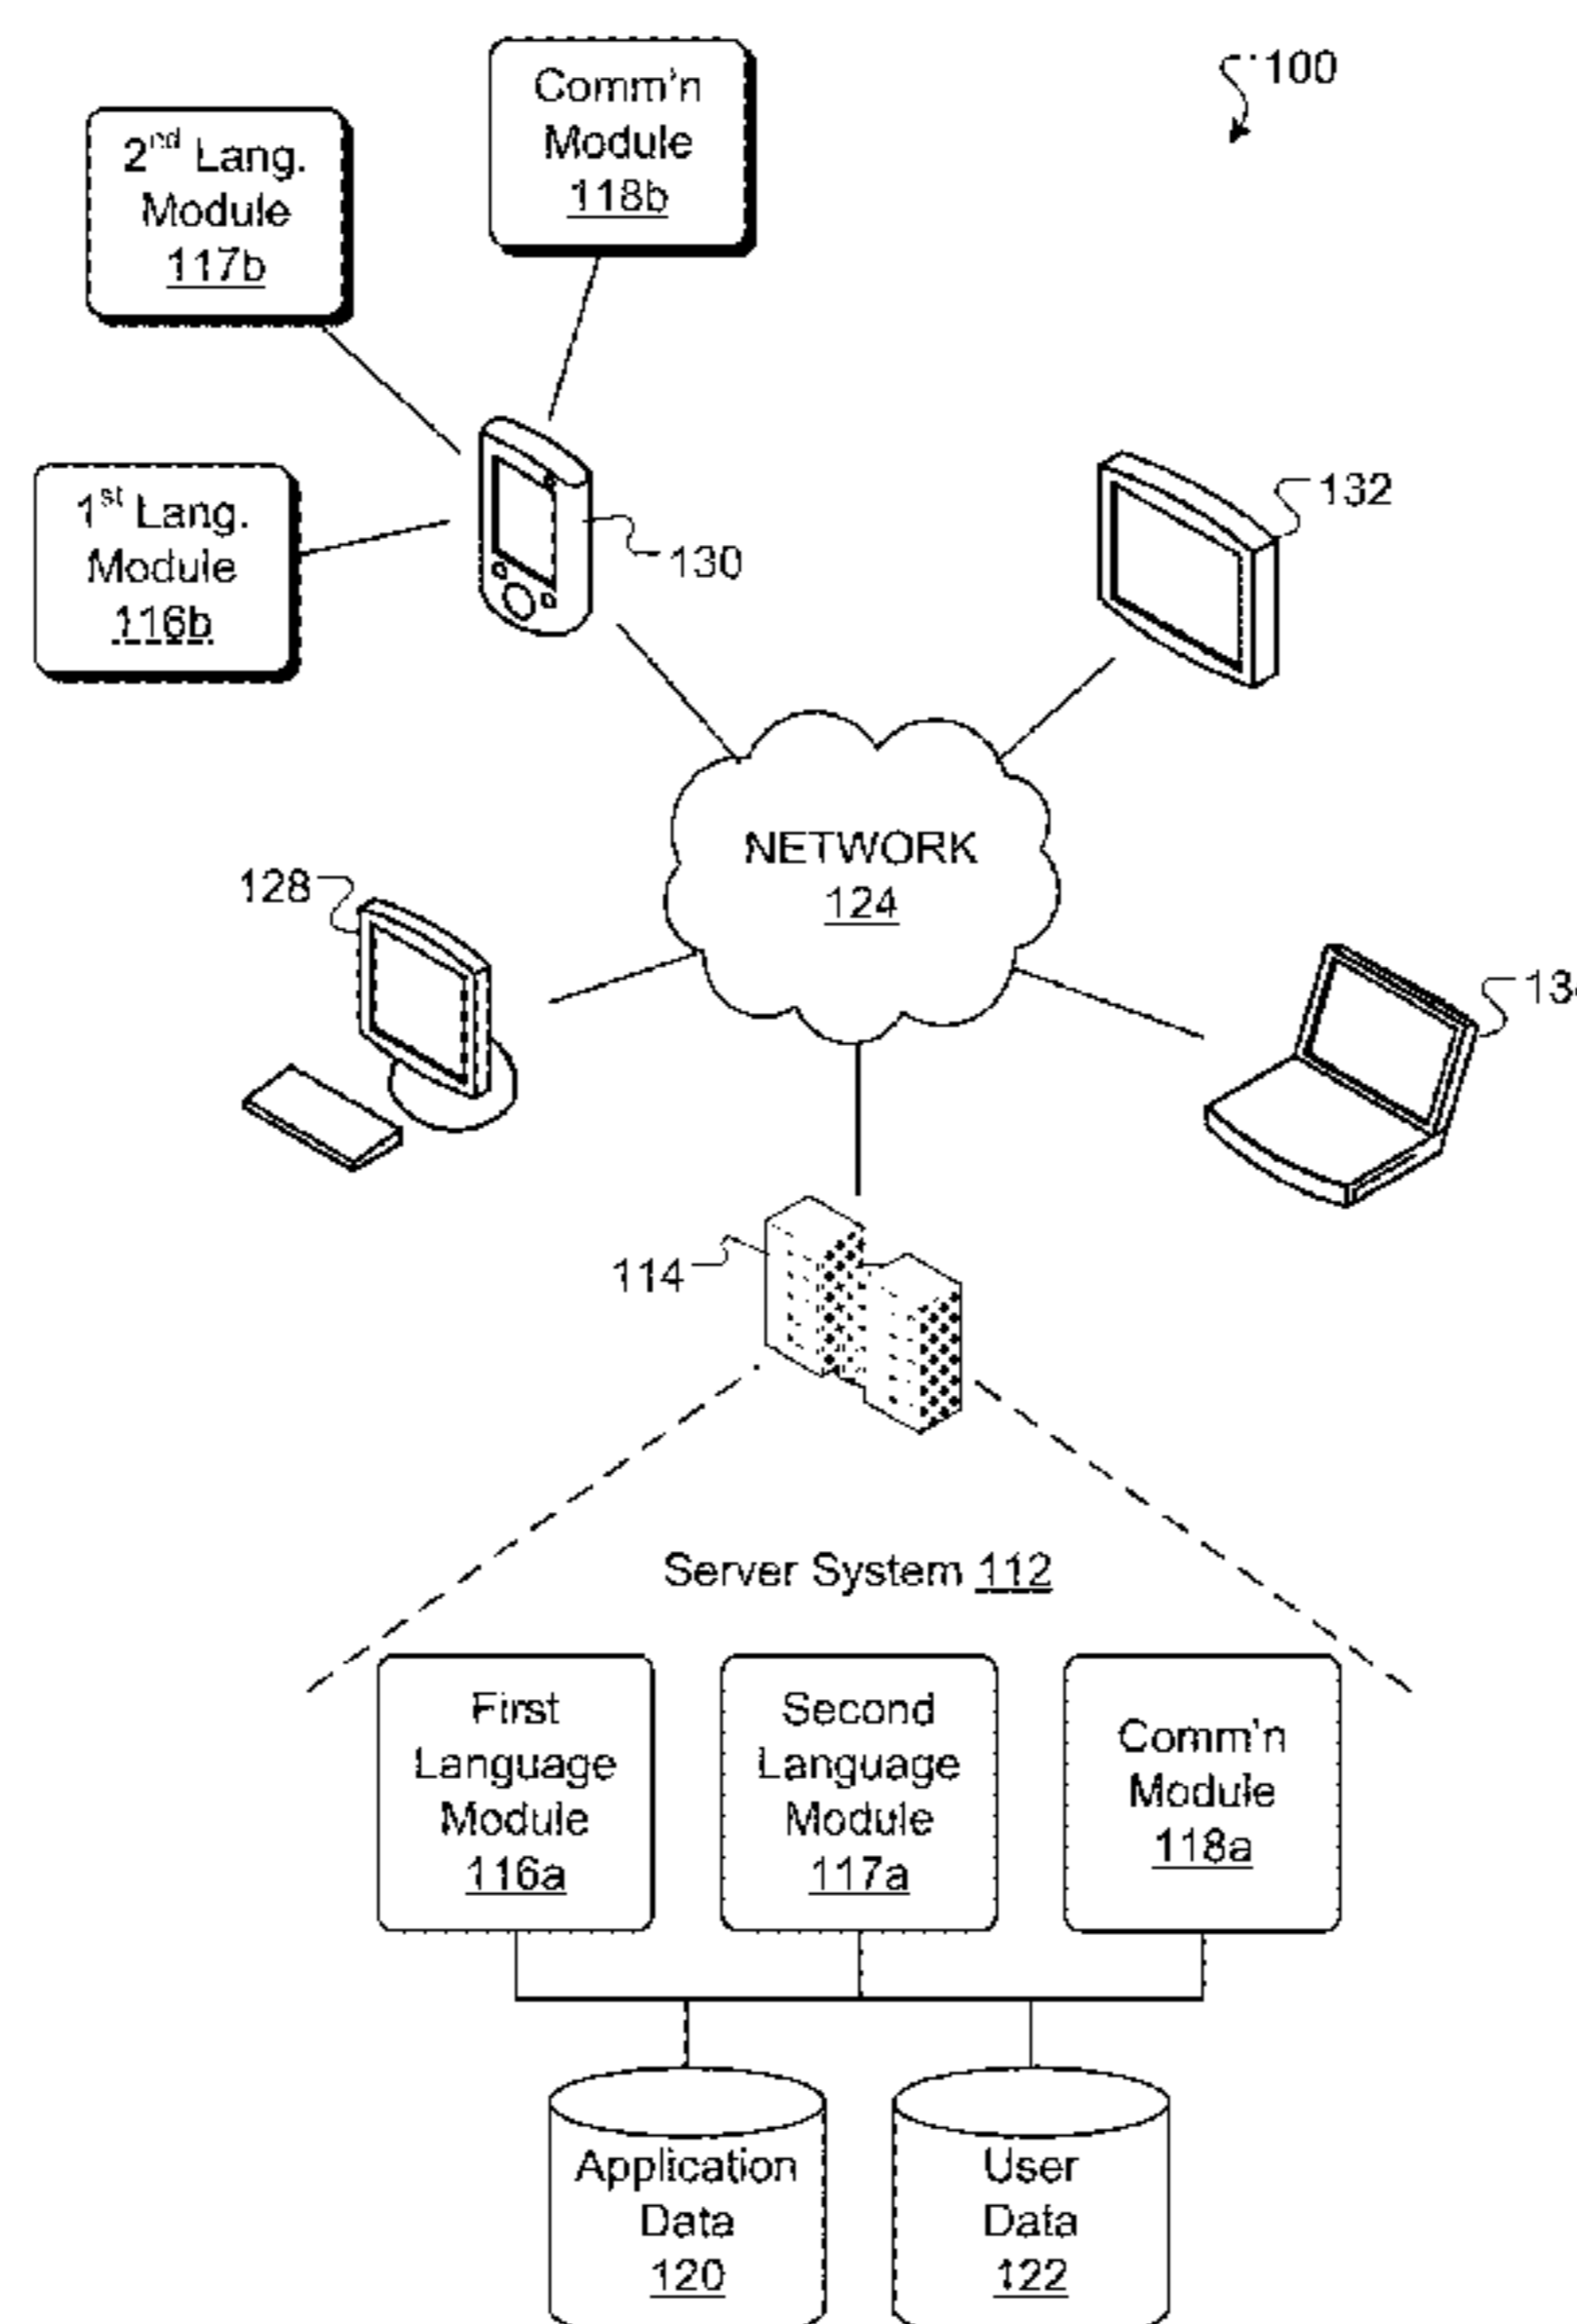 100
Comm'n
Module
118b
2nd Lang.
Module
117b
1st Lang.
Module
116b
130
132
NETWORK
124
128
114
Server System 112
First
Language
Module
116a
Second
Language
Module
117a
Comm'n
Module
118a
Application
Data
120
User
Data
122